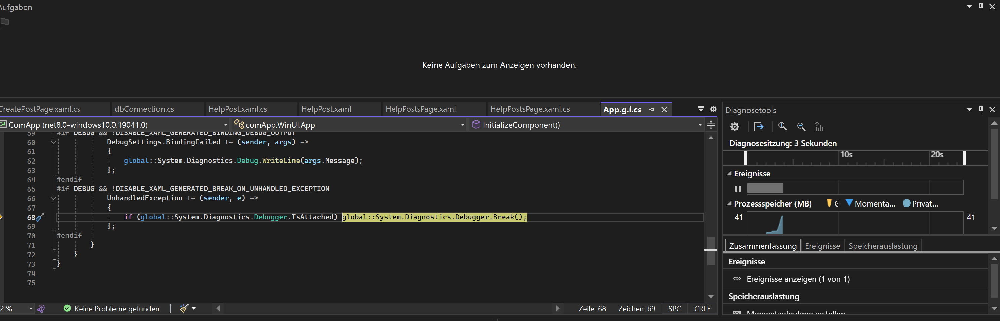 Aufgaben
Keine Aufgaben zum Anzeigen vorhanden.
CreatePostPage.xaml.cs
dbConnection.cs
HelpPost.xaml.cs
HelpPost.xaml
HelpPostsPage.xaml
HelpPostsPage.xaml.cs
App.g.i.cs
ComApp (net8.0-windows10.0.19041.0)
comApp.WinUI.App
InitializeComponent()
59 #if DEBUG && !DISABLE_XAML_GENERATED_BINDING_DEBUG_OUTPUT
60 DebugSettings.BindingFailed += (sender, args) =>
61 {
62 global::System.Diagnostics.Debug.WriteLine(args.Message);
63 };
64 #endif
65 #if DEBUG && !DISABLE_XAML_GENERATED_BREAK_ON_UNHANDLED_EXCEPTION
66 UnhandledException += (sender, e) =>
67 {
68 if (global::System.Diagnostics.Debugger.IsAttached) global::System.Diagnostics.Debugger.Break();
69 };
70 #endif
71 }
72 }
73 }
74
75
2 %
Keine Probleme gefunden
Zeile: 68
Zeichen: 69
SPC
CRLF
Diagnosetools
Diagnosesitzung: 3 Sekunden
10s
20s
Ereignisse
Prozessspeicher (MB)
G
Momenta...
Privat...
41
41
Zusammenfassung
Ereignisse
Speicherauslastung
Ereignisse
Ereignisse anzeigen (1 von 1)
Speicherauslastung
Momentaufnahme erstellen